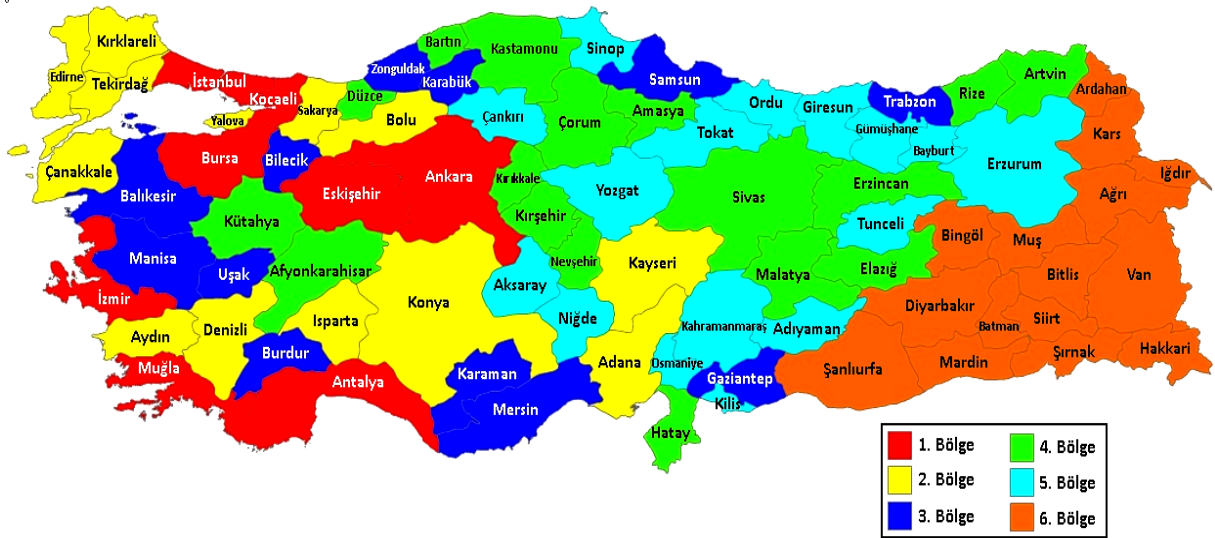 Kırklareli
Edirne
Tekirdağ
İstanbul
Kocaeli
Yalova
Sakarya
Düzce
Zonguldak
Bartın
Karabük
Kastamonu
Sinop
Samsun
Bolu
Çankırı
Çorum
Amasya
Tokat
Ordu
Giresun
Trabzon
Gümüşhane
Bayburt
Rize
Artvin
Ardahan
Kars
Iğdır
Ağrı
Erzurum
Erzincan
Çanakkale
Balıkesir
Bursa
Bilecik
Eskişehir
Ankara
Kırıkkale
Kırşehir
Yozgat
Sivas
Tunceli
Bingöl
Muş
Bitlis
Van
Kütahya
Manisa
Uşak
Afyonkarahisar
İzmir
Konya
Aksaray
Nevşehir
Kayseri
Malatya
Elazığ
Diyarbakır
Batman
Siirt
Şırnak
Hakkari
Mardin
Şanlıurfa
Adıyaman
Kahramanmaraş
Niğde
Aydın
Denizli
Isparta
Burdur
Muğla
Antalya
Karaman
Mersin
Adana
Osmaniye
Gaziantep
Kilis
Hatay
1. Bölge
2. Bölge
3. Bölge
4. Bölge
5. Bölge
6. Bölge